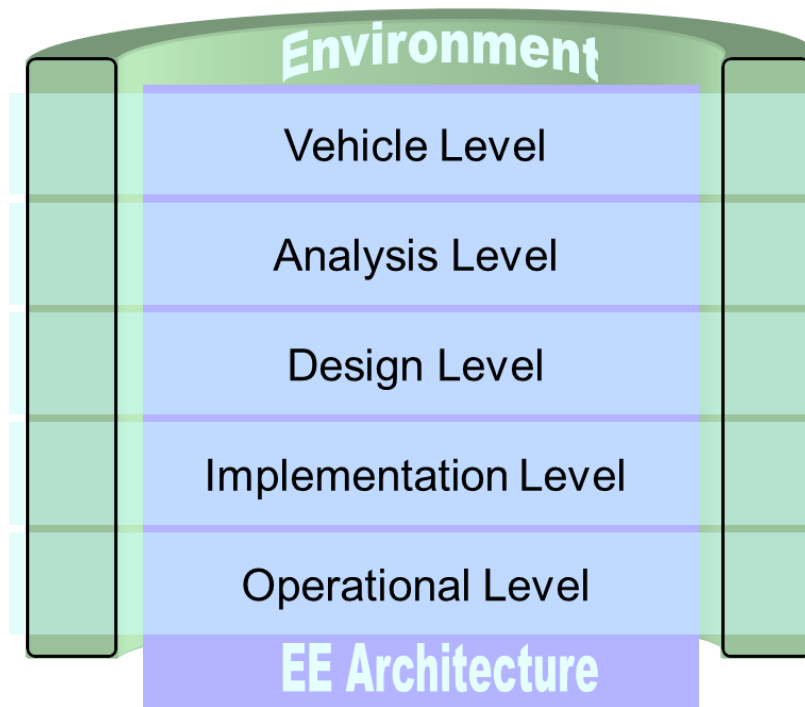 Environment
Vehicle Level
Analysis Level
Design Level
Implementation Level
Operational Level
EE Architecture